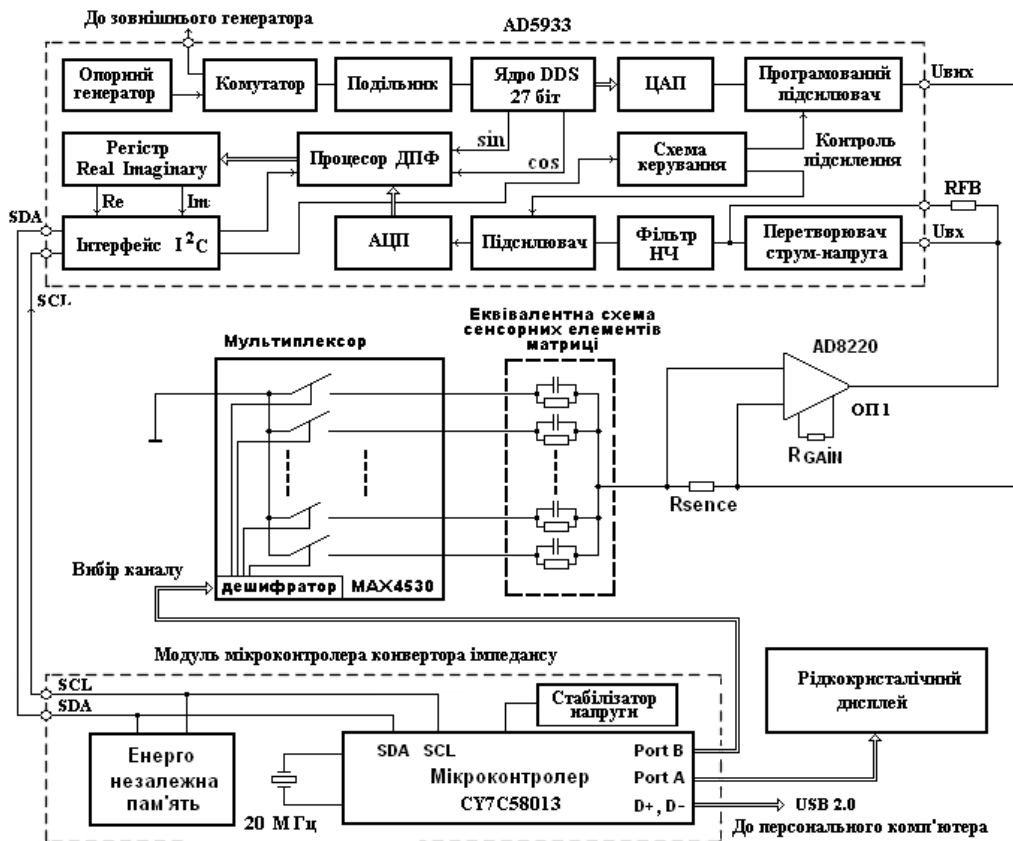 До зовнішнього генератора
AD5933
Опорний
генератор
Комутатор
Подільник
Ядро DDS
27 біт
ЦАП
Програмований
підсилювач
Uвих
sin
cos
Регістр
Real Imaginary
Процесор ДПФ
Схема
керування
Контроль
підсилення
Re
Im
RFB
SDA
Інтерфейс I²C
АЦП
Підсилювач
Фільтр
НЧ
Перетворювач
струм-напруга
Uвх
SCL
Еквівалентна схема
сенсорних елементів
матриці
Мультиплексор
AD8220
ОП1
RGAIN
Rsence
Вибір каналу
дешифратор
MAX4530
Модуль мікроконтролера конвертора імпедансу
SCL
SDA
Стабілізатор
напруги
Рідкокристалічний
дисплей
Енерго
незалежна
пам'ять
20 МГц
SDA SCL
Мікроконтролер
CY7C58013
Port B
Port A
D+, D-
USB 2.0
До персонального комп'ютера